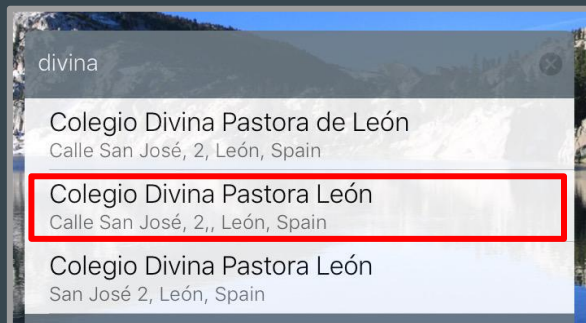 divina
Colegio Divina Pastora de León
Calle San José, 2, León, Spain
Colegio Divina Pastora León
Calle San José, 2,, León, Spain
Colegio Divina Pastora León
San José 2, León, Spain